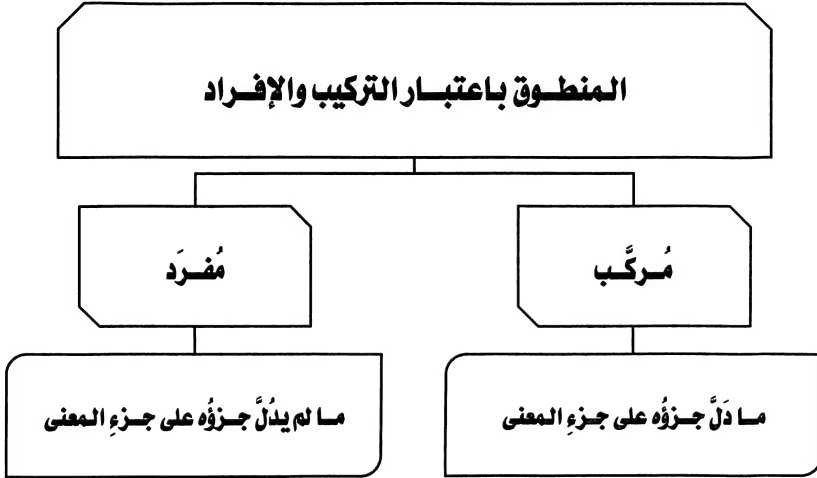 المنطوق باعتبار التركيب والإفراد
مُركَّب
مُفرَد
ما دَلَّ جزؤُه على جزءِ المعنى
ما لم يدُلَّ جزؤُه على جزءِ المعنى